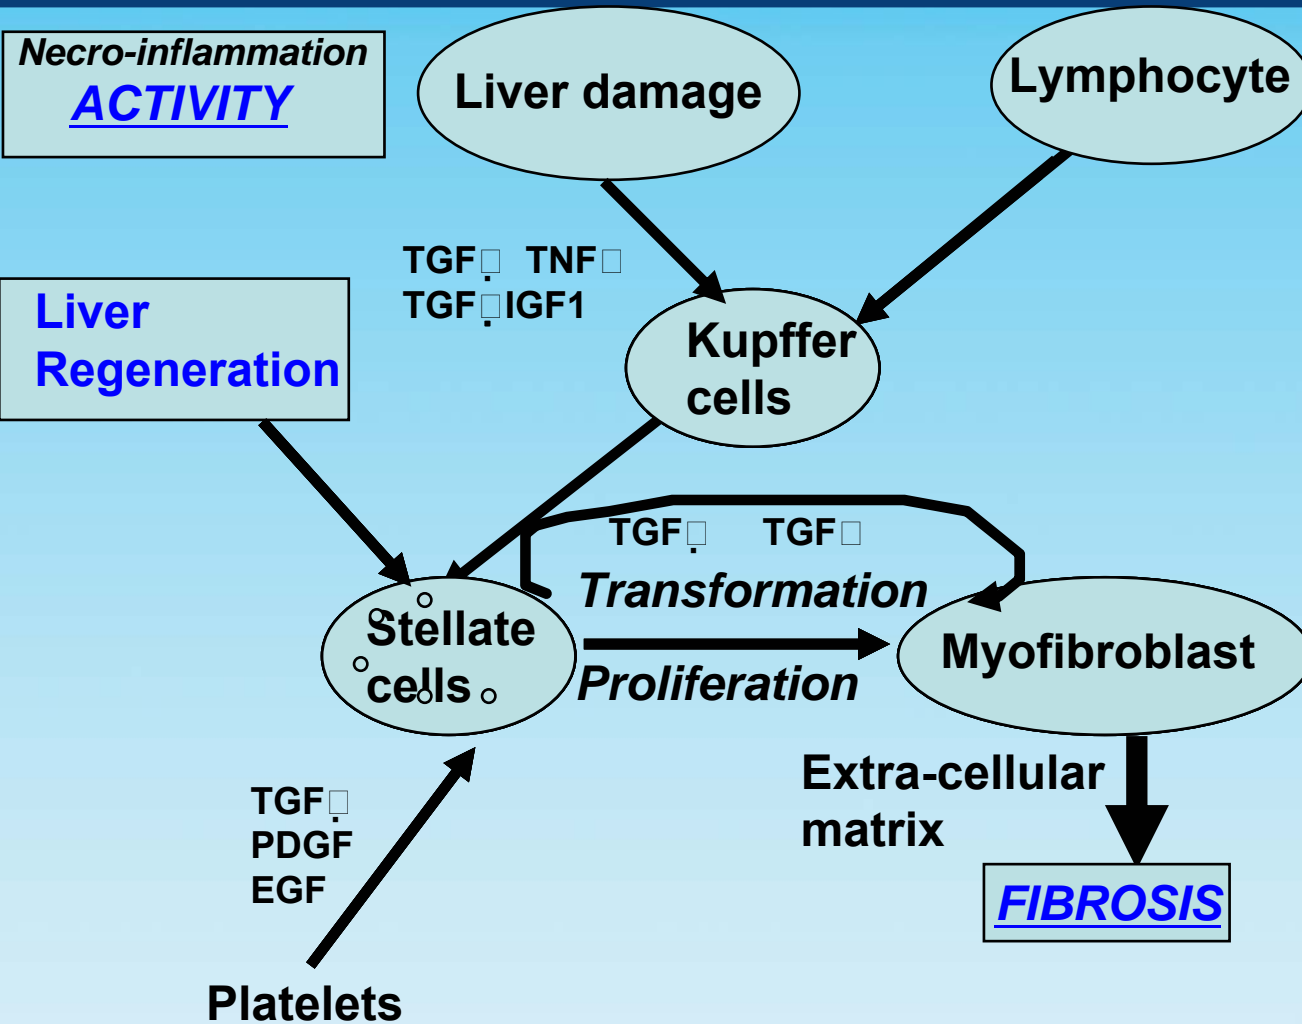 Necro-inflammation
ACTIVITY
Liver damage
Lymphocyte
TGF□̣ TNF□
TGF□̣IGF1
Liver
Regeneration
Kupffer
cells
TGF□̣ TGF□
Transformation
Stellate
cells
Proliferation
Myofibroblast
Extra-cellular
matrix
TGF□̣
PDGF
EGF
FIBROSIS
Platelets